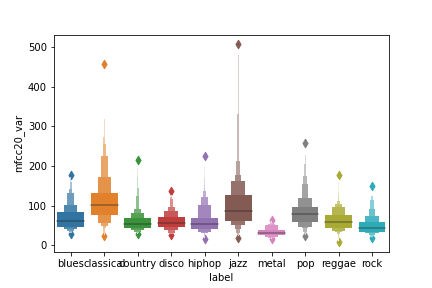 mfcc20_var
500
400
300
200
100
0
blues classical country disco hiphop jazz metal pop reggae rock
label